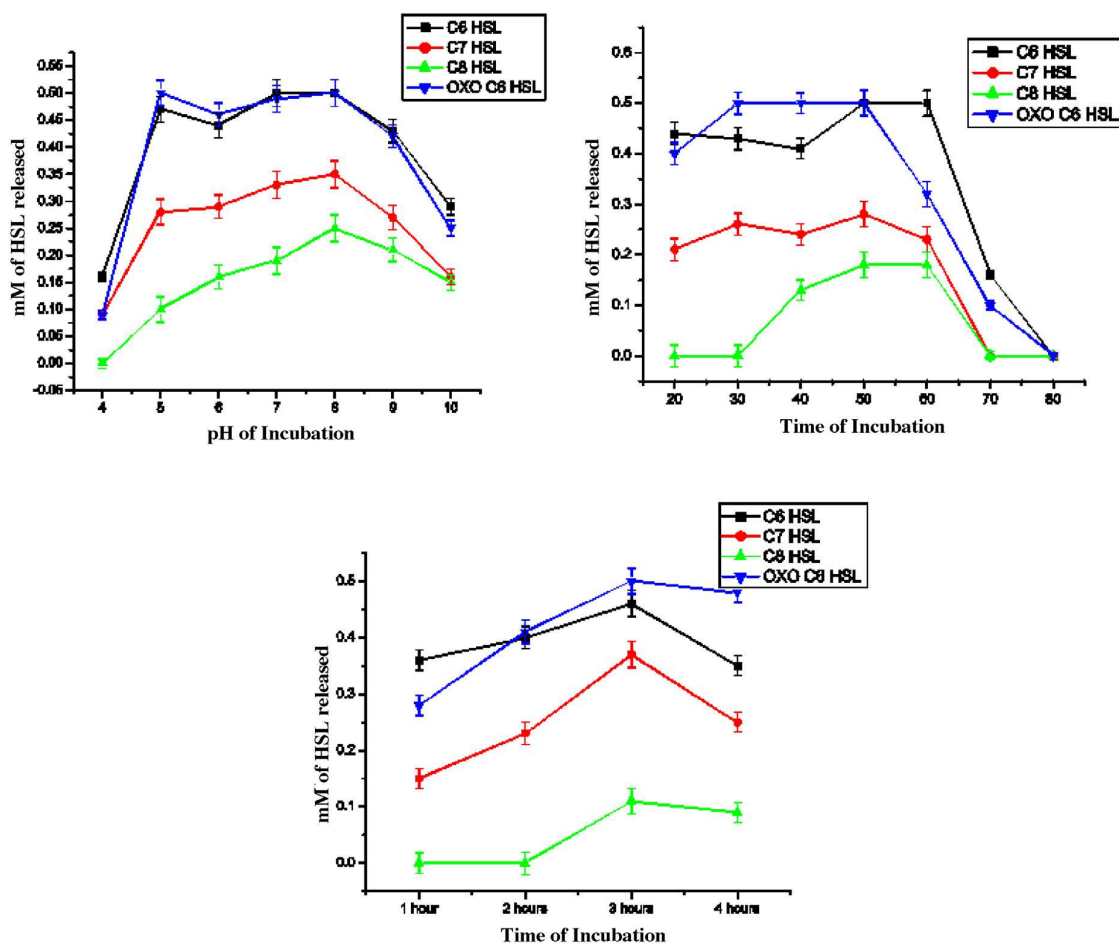 C6 HSL
C7 HSL
C8 HSL
OXO C6 HSL
0.55
0.50
0.45
0.40
0.35
0.30
0.25
0.20
0.15
0.10
0.05
0.00
-0.05
mM of HSL released
4 5 6 7 8 9 10
pH of Incubation
C6 HSL
C7 HSL
C8 HSL
OXO C6 HSL
0.6
0.5
0.4
0.3
0.2
0.1
0.0
mM of HSL released
20 30 40 50 60 70 80
Time of Incubation
C6 HSL
C7 HSL
C8 HSL
OXO C6 HSL
0.5
0.4
0.3
0.2
0.1
0.0
mM of HSL released
1 hour 2 hours 3 hours 4 hours
Time of Incubation